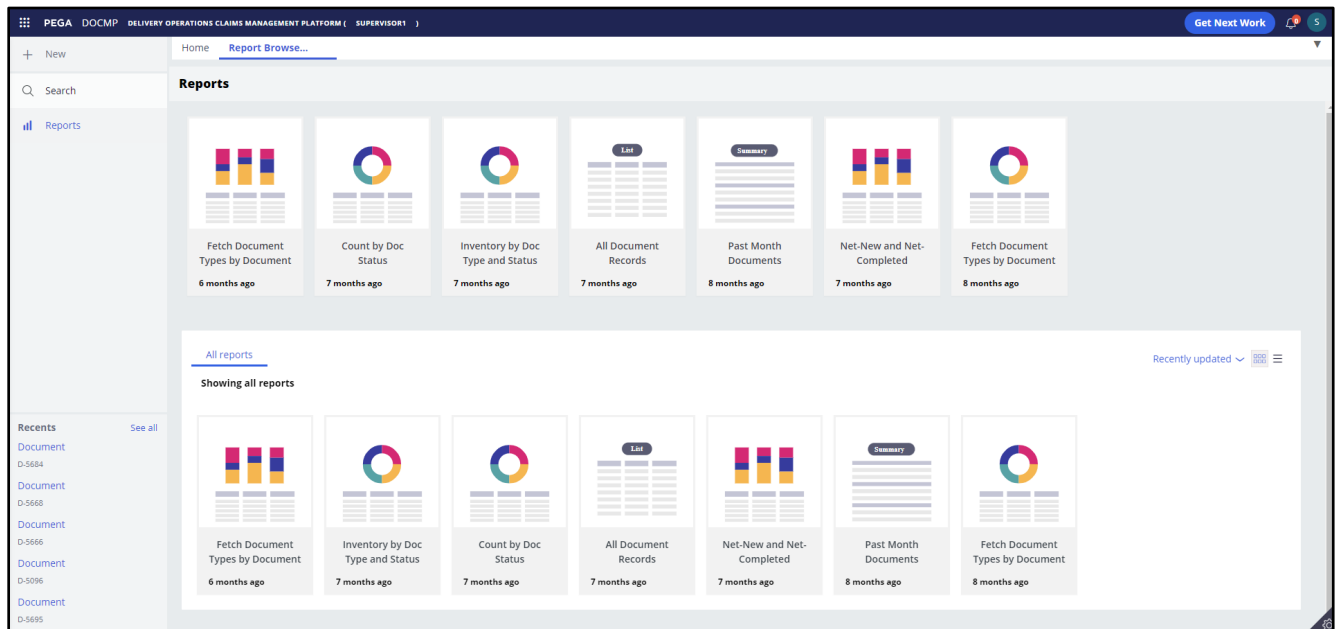 PEGA DOCMP DELIVERY OPERATIONS CLAIMS MANAGEMENT PLATFORM ( SUPERVISOR1 )
Get Next Work
0
S
New
Search
Reports
Home
Report Browse...
Reports
Fetch Document
Types by Document
6 months ago
Count by Doc
Status
7 months ago
Inventory by Doc
Type and Status
7 months ago
List
All Document
Records
7 months ago
Summary
Past Month
Documents
8 months ago
Net-New and Net-
Completed
7 months ago
Fetch Document
Types by Document
8 months ago
All reports
Recently updated
Showing all reports
Fetch Document
Types by Document
6 months ago
Inventory by Doc
Type and Status
7 months ago
Count by Doc
Status
7 months ago
List
All Document
Records
7 months ago
Net-New and Net-
Completed
7 months ago
Summary
Past Month
Documents
8 months ago
Fetch Document
Types by Document
8 months ago
Recents
See all
Document
D-5684
Document
D-5668
Document
D-5666
Document
D-5096
Document
D-5695